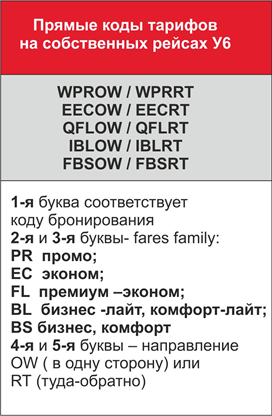 Прямые коды тарифов
на собственных рейсах У6
WPROW / WPRRT
EECOW / EECRT
QFLOW / QFLRT
IBLOW / IBLRT
FBSOW / FBSRT
1-я буква соответствует
коду бронирования
2-я и 3-я буквы- fares family:
PR промо;
EC эконом;
FL премиум –эконом;
BL бизнес -лайт, комфорт-лайт;
BS бизнес, комфорт
4-я и 5-я буквы – направление
OW ( в одну сторону) или
RT (туда-обратно)